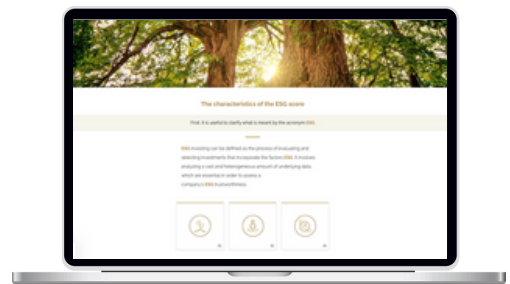 The characteristics of the ESG score
First, it is useful to clarify what is meant by the acronym ESG.
ESG investing can be defined as the process of evaluating and
selecting investments that incorporate the factors ESG. It involves
analyzing a vast and heterogeneous amount of underlying data,
which are essential in order to assess a
company's ESG trustworthiness.